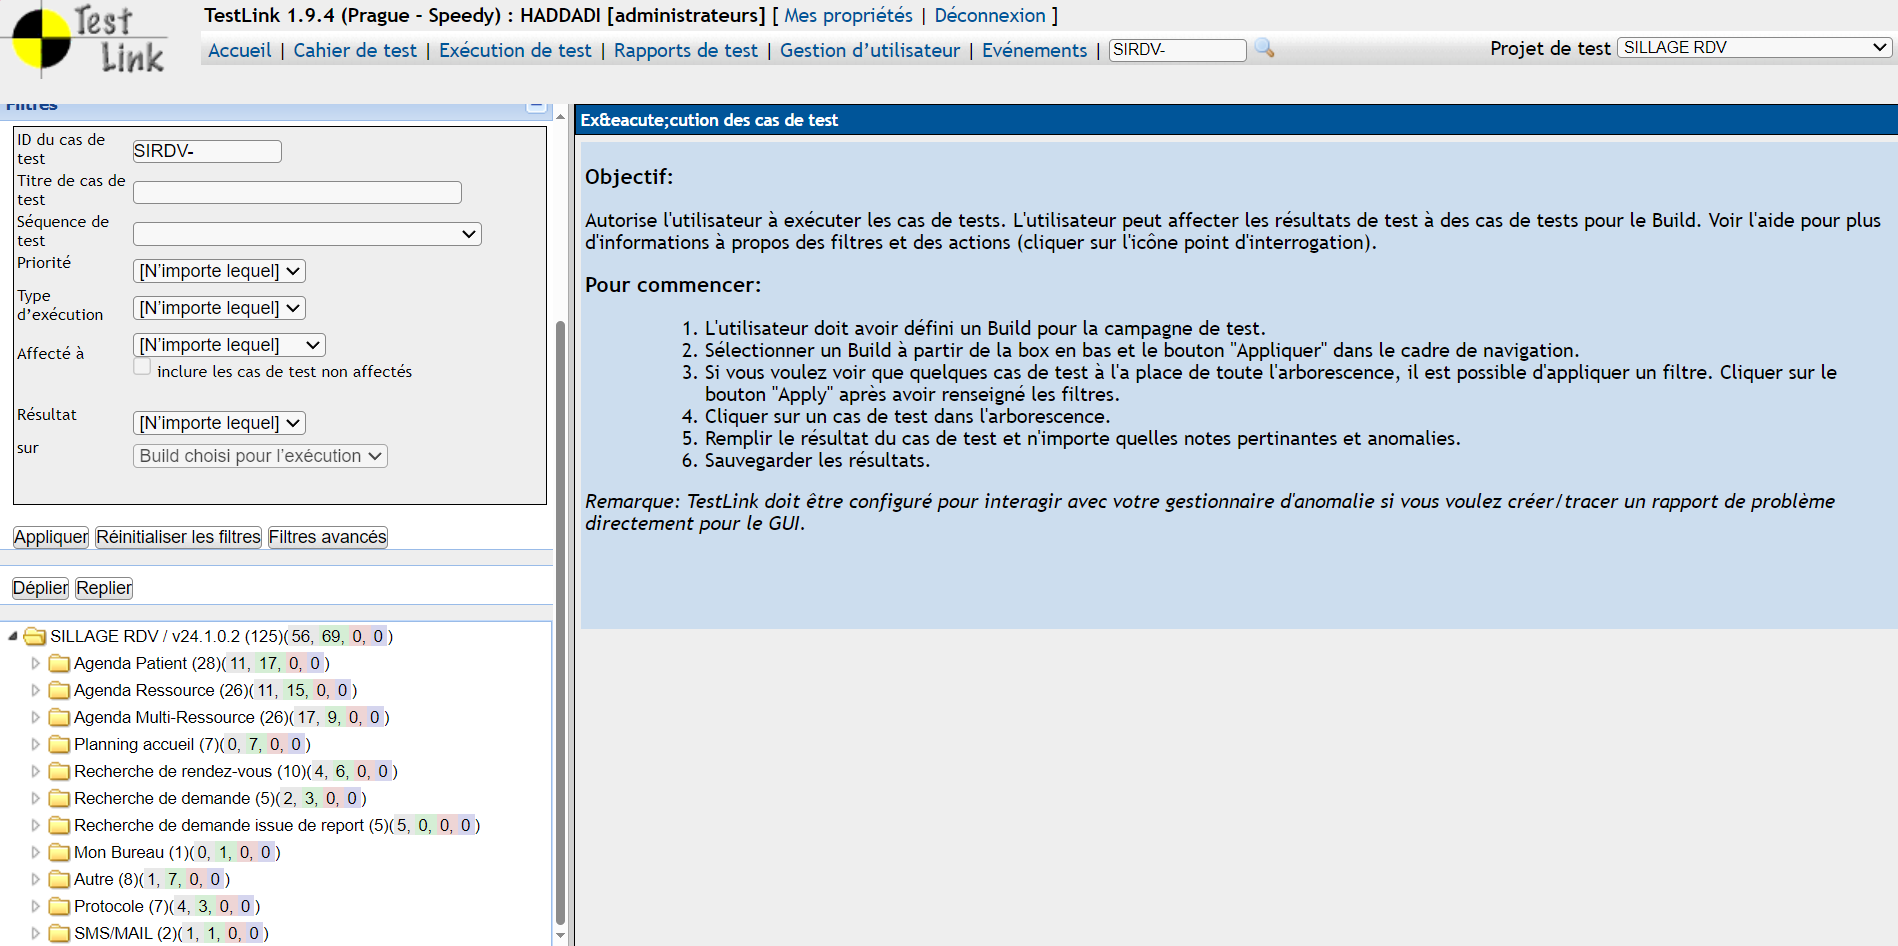 Test Link
TestLink 1.9.4 (Prague - Speedy) : HADDADI [administrateurs] [ Mes propriétés | Déconnexion ]
Accueil | Cahier de test | Exécution de test | Rapports de test | Gestion d’utilisateur | Evénements | SIRDV-
Projet de test SILLAGE RDV
Filtres
ID du cas de test SIRDV-
Titre de cas de test
Séquence de test
Priorité [N’importe lequel]
Type d’exécution [N’importe lequel]
Affecté à [N’importe lequel]
inclure les cas de test non affectés
Résultat [N’importe lequel]
sur Build choisi pour l’exécution
Appliquer Réinitialiser les filtres Filtres avancés
Déplier Replier
SILLAGE RDV / v24.1.0.2 (125)(56, 69, 0, 0)
Agenda Patient (28)(11, 17, 0, 0)
Agenda Ressource (26)(11, 15, 0, 0)
Agenda Multi-Ressource (26)(17, 9, 0, 0)
Planning accueil (7)(0, 7, 0, 0)
Recherche de rendez-vous (10)(4, 6, 0, 0)
Recherche de demande (5)(2, 3, 0, 0)
Recherche de demande issue de report (5)(5, 0, 0, 0)
Mon Bureau (1)(0, 1, 0, 0)
Autre (8)(1, 7, 0, 0)
Protocole (7)(4, 3, 0, 0)
SMS/MAIL (2)(1, 1, 0, 0)
Ex&eacute;cution des cas de test
Objectif:
Autorise l'utilisateur à exécuter les cas de tests. L'utilisateur peut affecter les résultats de test à des cas de tests pour le Build. Voir l'aide pour plus
d'informations à propos des filtres et des actions (cliquer sur l'icône point d'interrogation).
Pour commencer:
1. L'utilisateur doit avoir défini un Build pour la campagne de test.
2. Sélectionner un Build à partir de la box en bas et le bouton "Appliquer" dans le cadre de navigation.
3. Si vous voulez voir que quelques cas de test à l'a place de toute l'arborescence, il est possible d'appliquer un filtre. Cliquer sur le
bouton "Apply" après avoir renseigné les filtres.
4. Cliquer sur un cas de test dans l'arborescence.
5. Remplir le résultat du cas de test et n'importe quelles notes pertinantes et anomalies.
6. Sauvegarder les résultats.
Remarque: TestLink doit être configuré pour interagir avec votre gestionnaire d'anomalie si vous voulez créer/tracer un rapport de problème
directement pour le GUI.